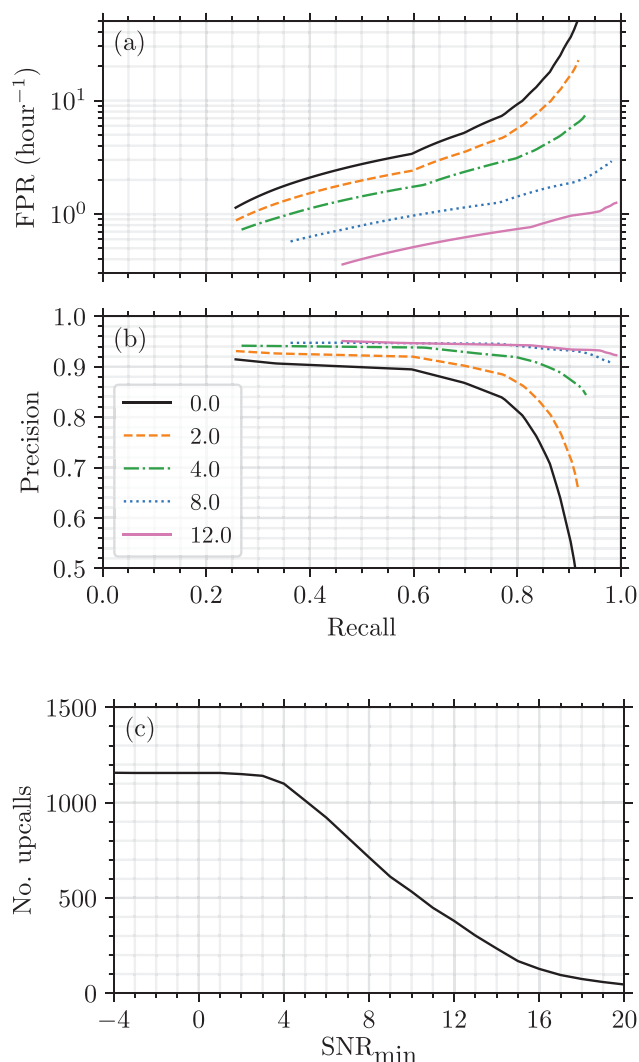 (a)
FPR (hour⁻¹)
10¹
10⁰
(b)
Precision
1.0
0.9
0.8
0.7
0.6
0.5
0.0
2.0
4.0
8.0
12.0
0.0 0.2 0.4 0.6 0.8 1.0
Recall
(c)
No. upcalls
1500
1000
500
0
−4 0 4 8 12 16 20
SNR_min